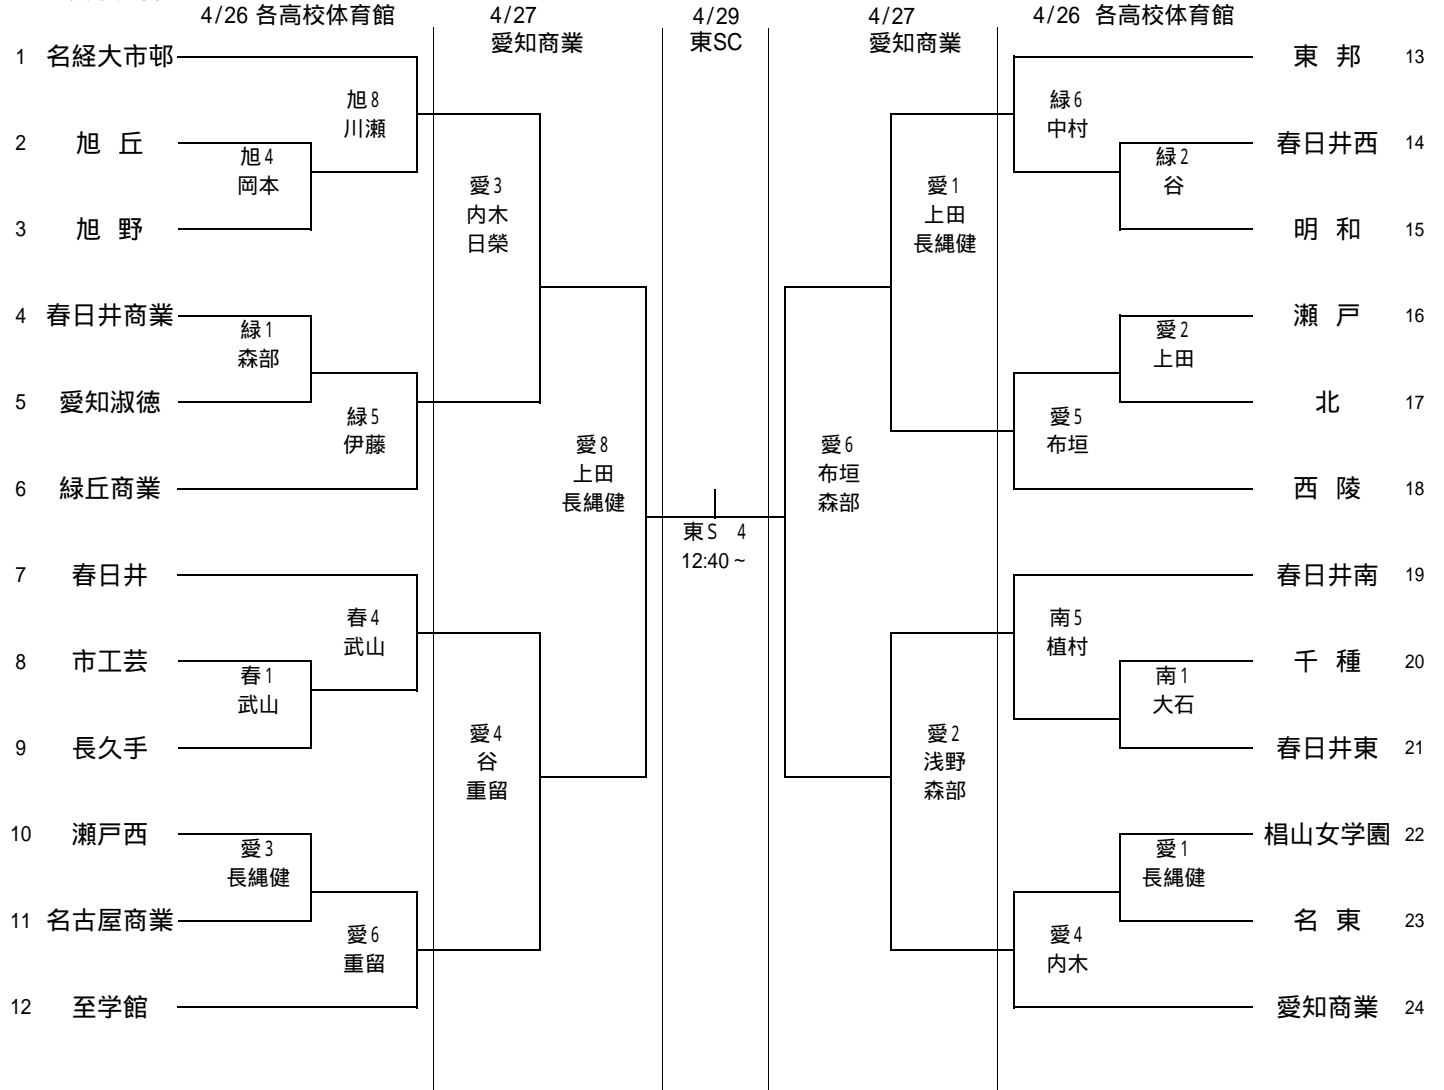 4/26 各高校体育館
4/27
愛知商業
4/29
東SC
4/27
愛知商業
4/26 各高校体育館
1 名経大市邨
2 旭 丘
3 旭 野
4 春日井商業
5 愛知淑徳
6 緑丘商業
7 春日井
8 市工芸
9 長久手
10 瀬戸西
11 名古屋商業
12 至学館
旭8
川瀬
旭4
岡本
緑1
森部
緑5
伊藤
春4
武山
春1
武山
愛3
長縄健
愛6
重留
愛3
内木
日榮
愛4
谷
重留
愛8
上田
長縄健
東S 4
12:40 ~
愛6
布垣
森部
愛1
上田
長縄健
愛2
浅野
森部
緑6
中村
緑2
谷
愛2
上田
愛5
布垣
南5
植村
南1
大石
愛1
長縄健
愛4
内木
東 邦 13
春日井西 14
明 和 15
瀬 戸 16
北 17
西 陵 18
春日井南 19
千 種 20
春日井東 21
椙山女学園 22
名 東 23
愛知商業 24